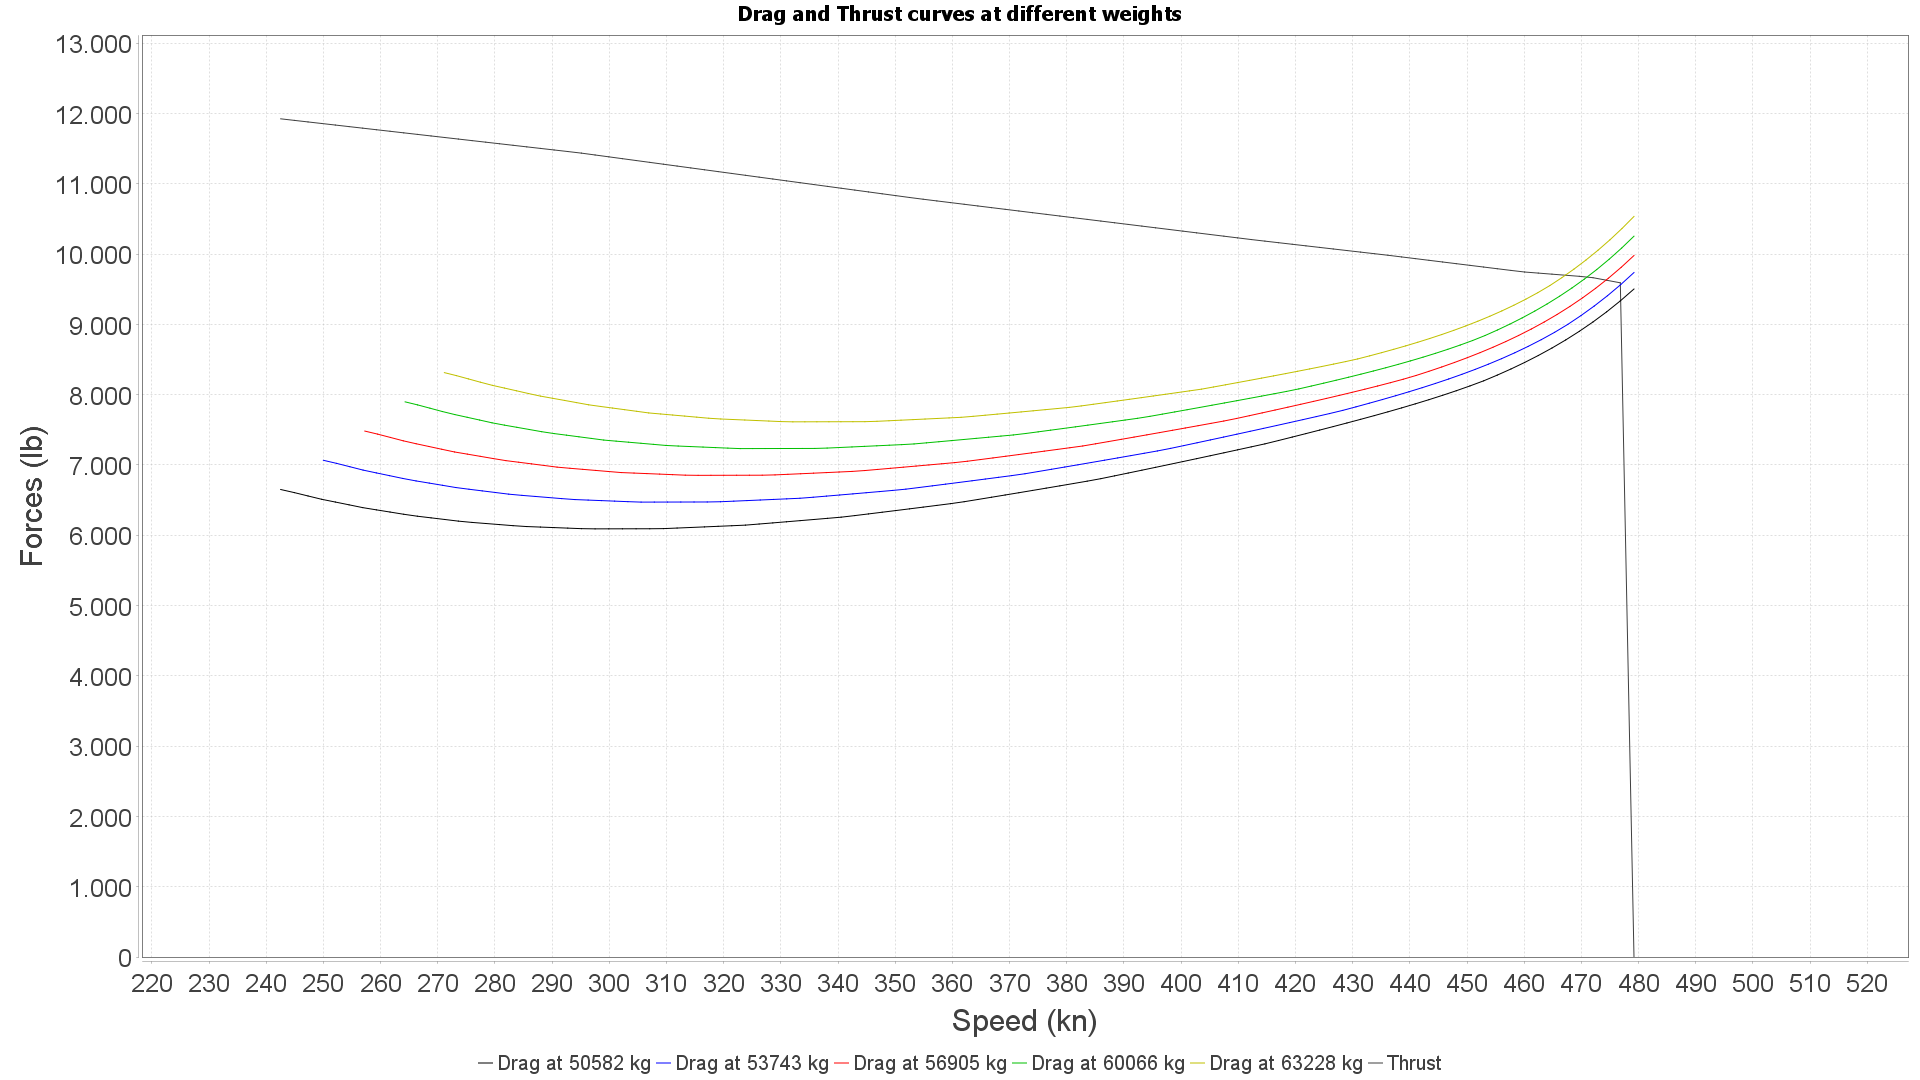 Drag and Thrust curves at different weights
13.000
12.000
11.000
10.000
9.000
8.000
7.000
6.000
5.000
4.000
3.000
2.000
1.000
0
Forces (lb)
220 230 240 250 260 270 280 290 300 310 320 330 340 350 360 370 380 390 400 410 420 430 440 450 460 470 480 490 500 510 520
Speed (kn)
Drag at 50582 kg Drag at 53743 kg Drag at 56905 kg Drag at 60066 kg Drag at 63228 kg Thrust